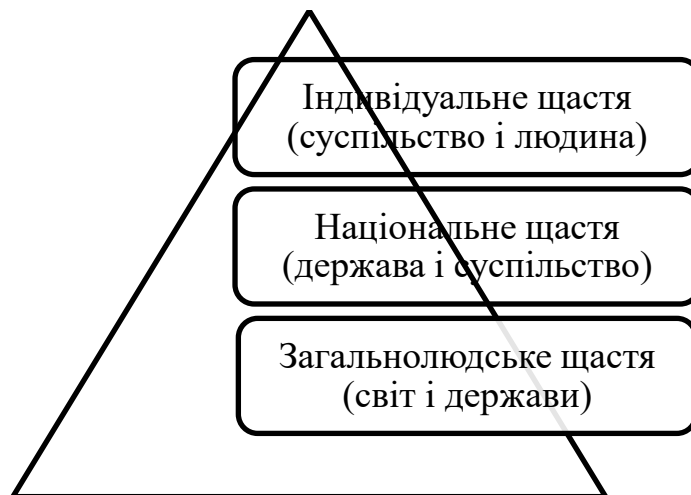 Індивідуальне щастя
(суспільство і людина)
Національне щастя
(держава і суспільство)
Загальнолюдське щастя
(світ і держави)